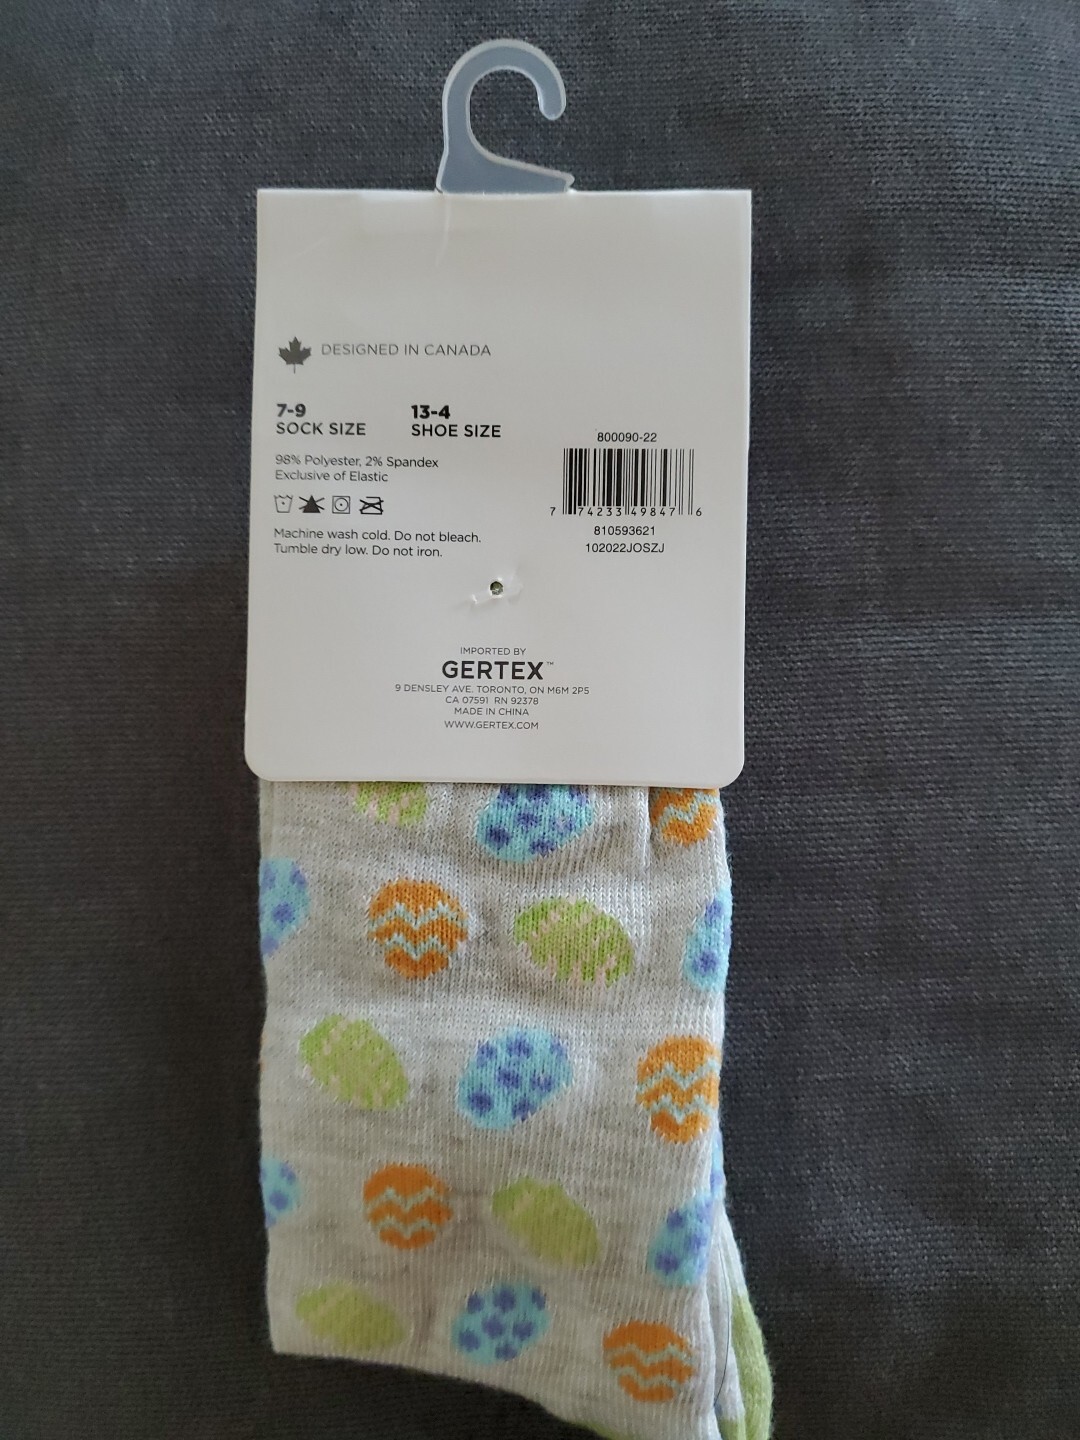 DESIGNED IN CANADA
7-9 13-4
SOCK SIZE SHOE SIZE
98% Polyester, 2% Spandex
Exclusive of Elastic
Machine wash cold. Do not bleach.
Tumble dry low. Do not iron.
800090-22
7 74233 49847 6
810593621
102022JOSZJ
IMPORTED BY
GERTEX™
9 DENSLEY AVE. TORONTO, ON M6M 2P5
CA 07591 RN 92378
MADE IN CHINA
WWW.GERTEX.COM